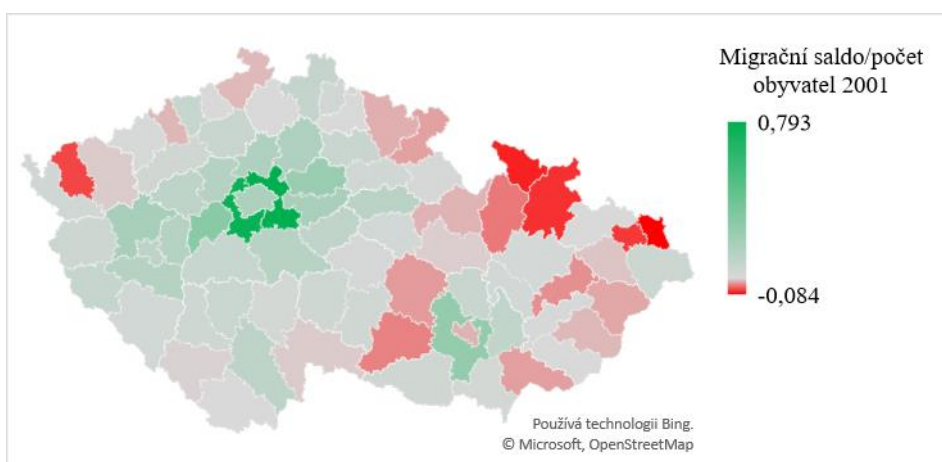 Migrační saldo/počet
obyvatel 2001
0,793
-0,084
Používá technologii Bing.
© Microsoft, OpenStreetMap